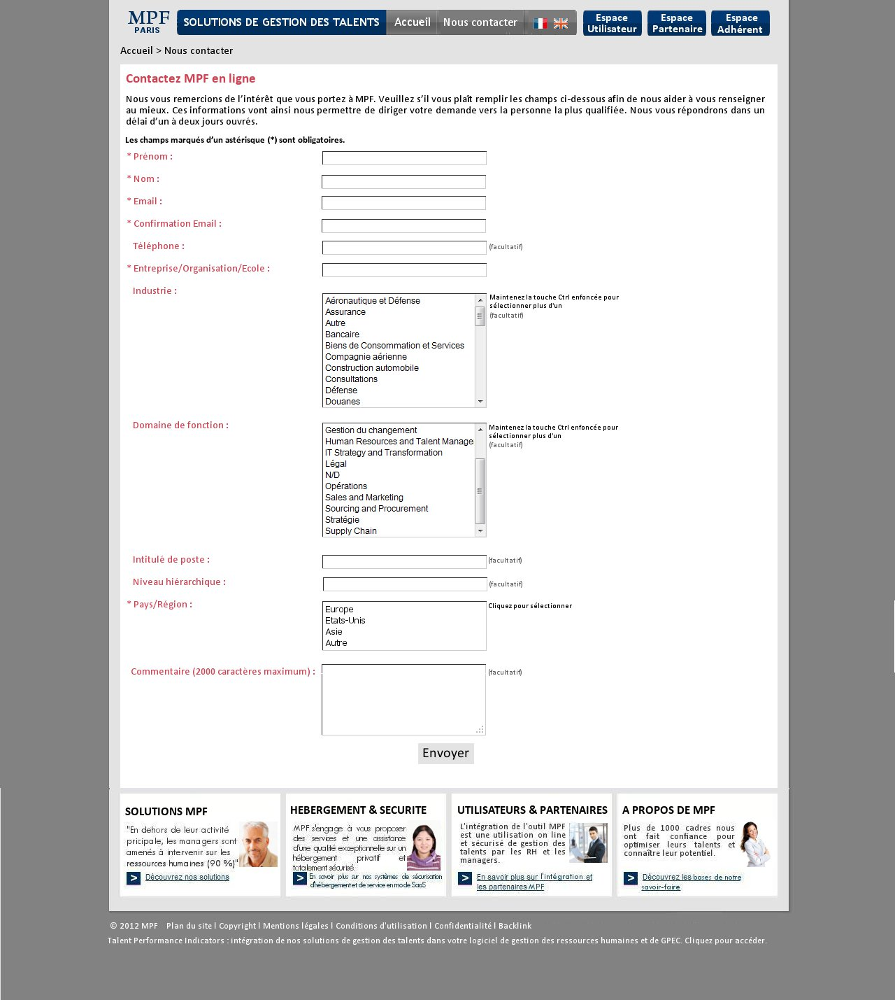 MPF
PARIS
SOLUTIONS DE GESTION DES TALENTS
Accueil
Nous contacter
Espace
Utilisateur
Espace
Partenaire
Espace
Adhérent
Accueil > Nous contacter
Contactez MPF en ligne
Nous vous remercions de l’intérêt que vous portez à MPF. Veuillez s’il vous plaît remplir les champs ci-dessous afin de nous aider à vous renseigner
au mieux. Ces informations vont ainsi nous permettre de diriger votre demande vers la personne la plus qualifiée. Nous vous répondrons dans un
délai d’un à deux jours ouvrés.
Les champs marqués d’un astérisque (*) sont obligatoires.
* Prénom :
* Nom :
* Email :
* Confirmation Email :
Téléphone :
(facultatif)
* Entreprise/Organisation/Ecole :
Industrie :
Aéronautique et Défense
Assurance
Autre
Bancaire
Biens de Consommation et Services
Compagnie aérienne
Construction automobile
Consultations
Défense
Douanes
Maintenez la touche Ctrl enfoncée pour
sélectionner plus d'un
(facultatif)
Domaine de fonction :
Gestion du changement
Human Resources and Talent Manager
IT Strategy and Transformation
Légal
N/D
Opérations
Sales and Marketing
Sourcing and Procurement
Stratégie
Supply Chain
Maintenez la touche Ctrl enfoncée pour
sélectionner plus d'un
(facultatif)
Intitulé de poste :
(facultatif)
Niveau hiérarchique :
(facultatif)
* Pays/Région :
Europe
Etats-Unis
Asie
Autre
Cliquez pour sélectionner
Commentaire (2000 caractères maximum) :
(facultatif)
Envoyer
SOLUTIONS MPF
"En dehors de leur activité
pricipale, les managers sont
amenés à intervenir sur les
ressources humaines (90 %)"
> Découvrez nos solutions
HEBERGEMENT & SECURITE
MPF s'engage à vous proposer
des services et une assistance
d'une qualité exceptionnelle sur un
hébergement privatif et
totalement sécurisé.
> En savoir plus sur nos systèmes de sécurisation
d'hébergement et de service en mode SaaS
UTILISATEURS & PARTENAIRES
L'intégration de l'outil MPF
est une utilisation on line
et sécurisé de gestion des
talents par les RH et les
managers.
> En savoir plus sur l'intégration et
les partenaires MPF
A PROPOS DE MPF
Plus de 1000 cadres nous
ont fait confiance pour
optimiser leurs talents et
connaître leur potentiel.
> Découvrez les bases de notre
savoir-faire
© 2012 MPF Plan du site l Copyright l Mentions légales l Conditions d'utilisation l Confidentialité l Backlink
Talent Performance Indicators : intégration de nos solutions de gestion des talents dans votre logiciel de gestion des ressources humaines et de GPEC. Cliquez pour accéder.